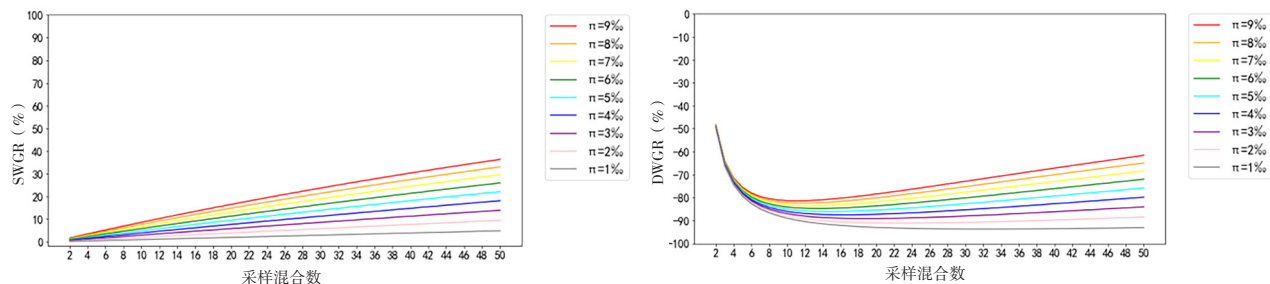 SWGR（%）
100
90
80
70
60
50
40
30
20
10
0
2 4 6 8 10 12 14 16 18 20 22 24 26 28 30 32 34 36 38 40 42 44 46 48 50
采样混合数
π=9‰
π=8‰
π=7‰
π=6‰
π=5‰
π=4‰
π=3‰
π=2‰
π=1‰
DWGR（%）
0
-10
-20
-30
-40
-50
-60
-70
-80
-90
-100
2 4 6 8 10 12 14 16 18 20 22 24 26 28 30 32 34 36 38 40 42 44 46 48 50
采样混合数
π=9‰
π=8‰
π=7‰
π=6‰
π=5‰
π=4‰
π=3‰
π=2‰
π=1‰